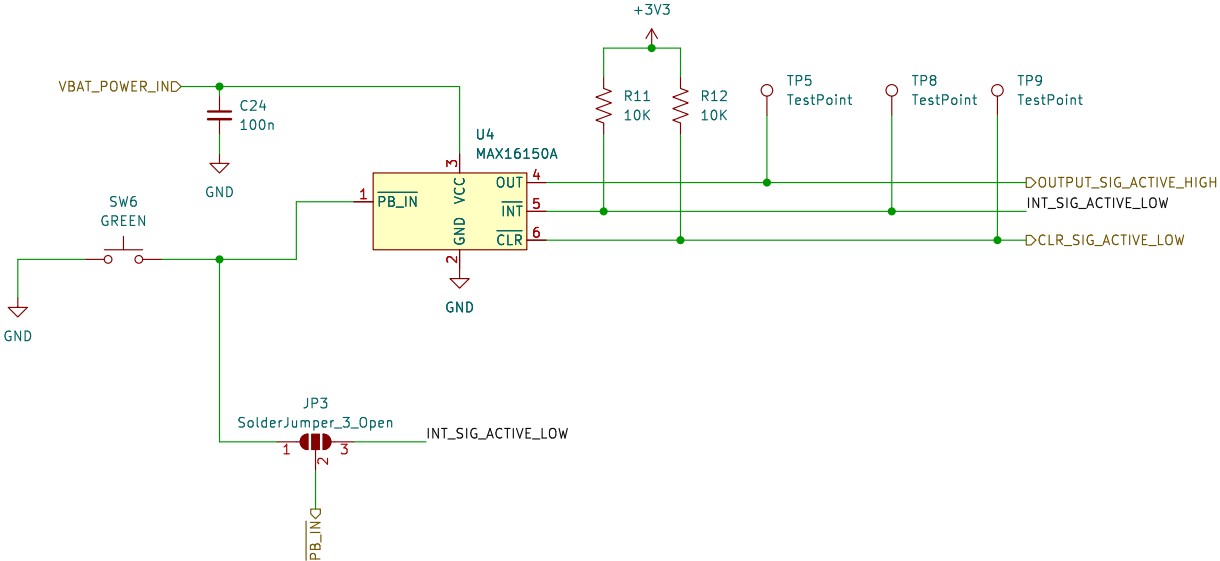 +3V3
VBAT_POWER_IN
C24
100n
GND
R11
10K
R12
10K
TP5
TestPoint
TP8
TestPoint
TP9
TestPoint
U4
MAX16150A
3
1
PB_IN
VCC
GND
OUT
4
INT
5
CLR
6
2
GND
OUTPUT_SIG_ACTIVE_HIGH
INT_SIG_ACTIVE_LOW
CLR_SIG_ACTIVE_LOW
SW6
GREEN
GND
JP3
SolderJumper_3_Open
1
2
3
INT_SIG_ACTIVE_LOW
PB_IN